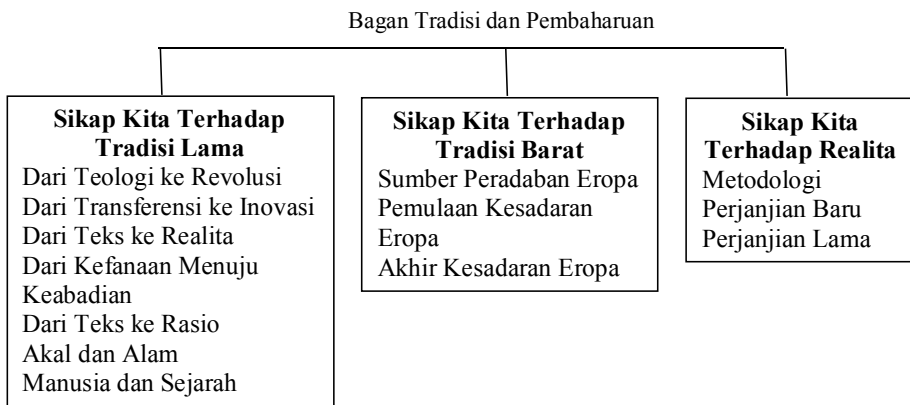 Bagan Tradisi dan Pembaharuan
Sikap Kita Terhadap
Tradisi Lama
Dari Teologi ke Revolusi
Dari Transferensi ke Inovasi
Dari Teks ke Realita
Dari Kefanaan Menuju
Keabadian
Dari Teks ke Rasio
Akal dan Alam
Manusia dan Sejarah
Sikap Kita Terhadap
Tradisi Barat
Sumber Peradaban Eropa
Pemulaan Kesadaran
Eropa
Akhir Kesadaran Eropa
Sikap Kita
Terhadap Realita
Metodologi
Perjanjian Baru
Perjanjian Lama